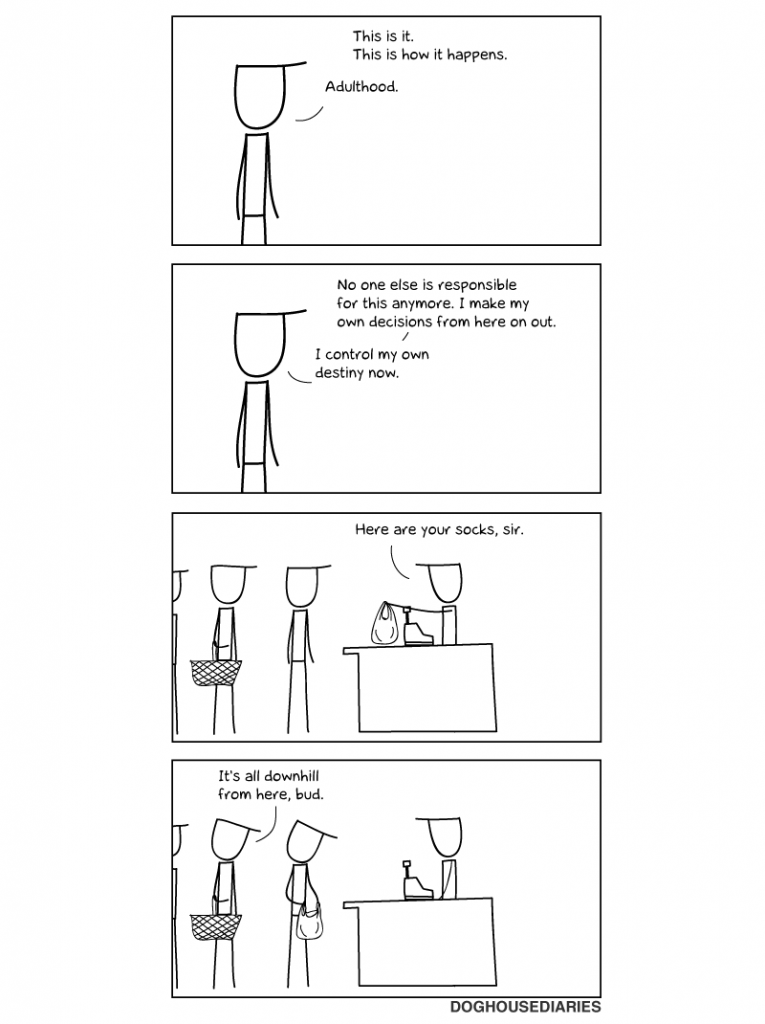 This is it.
This is how it happens.
Adulthood.
No one else is responsible
for this anymore. I make my
own decisions from here on out.
I control my own
destiny now.
Here are your socks, sir.
It's all downhill
from here, bud.
DOGHOUSEDIARIES